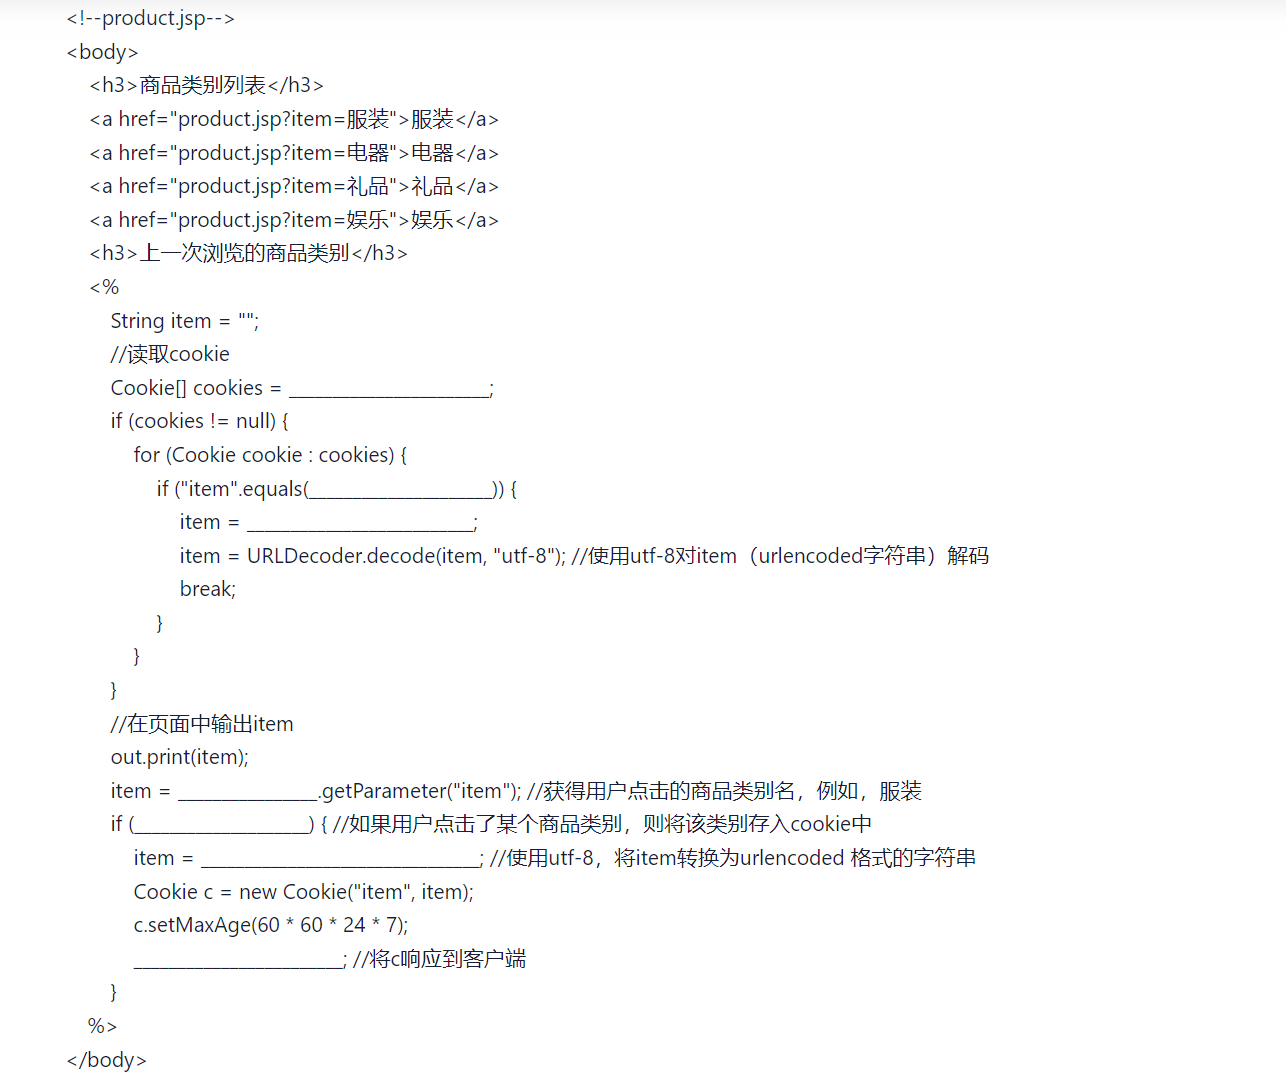 <!--product.jsp-->
<body>
<h3>商品类别列表</h3>
<a href="product.jsp?item=服装">服装</a>
<a href="product.jsp?item=电器">电器</a>
<a href="product.jsp?item=礼品">礼品</a>
<a href="product.jsp?item=娱乐">娱乐</a>
<h3>上一次浏览的商品类别</h3>
<%
String item = "";
//读取cookie
Cookie[] cookies = _______________________;
if (cookies != null) {
for (Cookie cookie : cookies) {
if ("item".equals(_____________________)) {
item = __________________________;
item = URLDecoder.decode(item, "utf-8"); //使用utf-8对item（urlencoded字符串）解码
break;
}
}
}
//在页面中输出item
out.print(item);
item = ________________.getParameter("item"); //获得用户点击的商品类别名，例如，服装
if (____________________) { //如果用户点击了某个商品类别，则将该类别存入cookie中
item = ________________________________; //使用utf-8，将item转换为urlencoded 格式的字符串
Cookie c = new Cookie("item", item);
c.setMaxAge(60 * 60 * 24 * 7);
________________________; //将c响应到客户端
}
%>
</body>